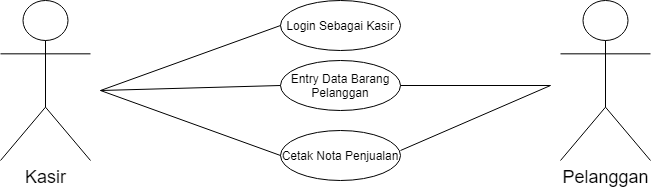 Login Sebagai Kasir
Entry Data Barang
Pelanggan
Cetak Nota Penjualan
Kasir
Pelanggan